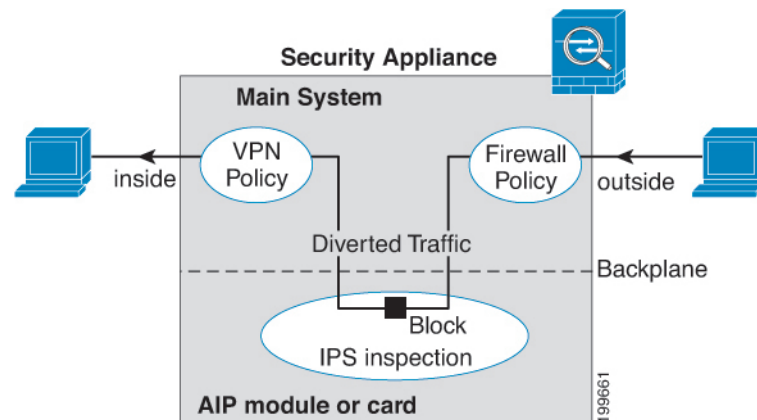 Security Appliance
Main System
VPN
Policy
Firewall
Policy
inside
outside
Diverted Traffic
Backplane
Block
IPS inspection
AIP module or card
199661